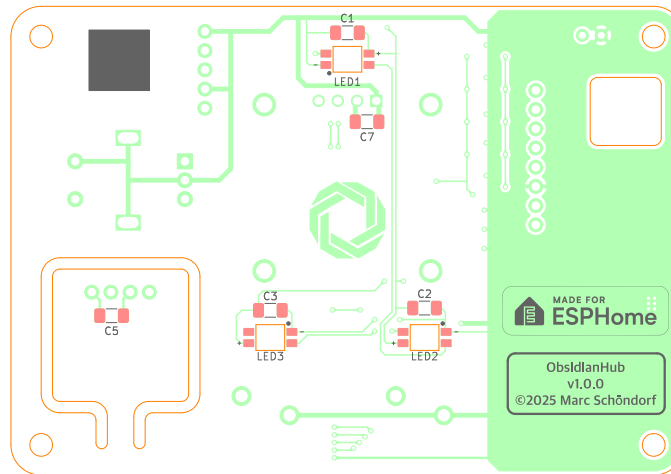 C1
LED1
C7
C3
LED3
C2
LED2
C5
MADE FOR
ESPHome
ObsIdIanHub
v1.0.0
©2025 Marc Schöndorf